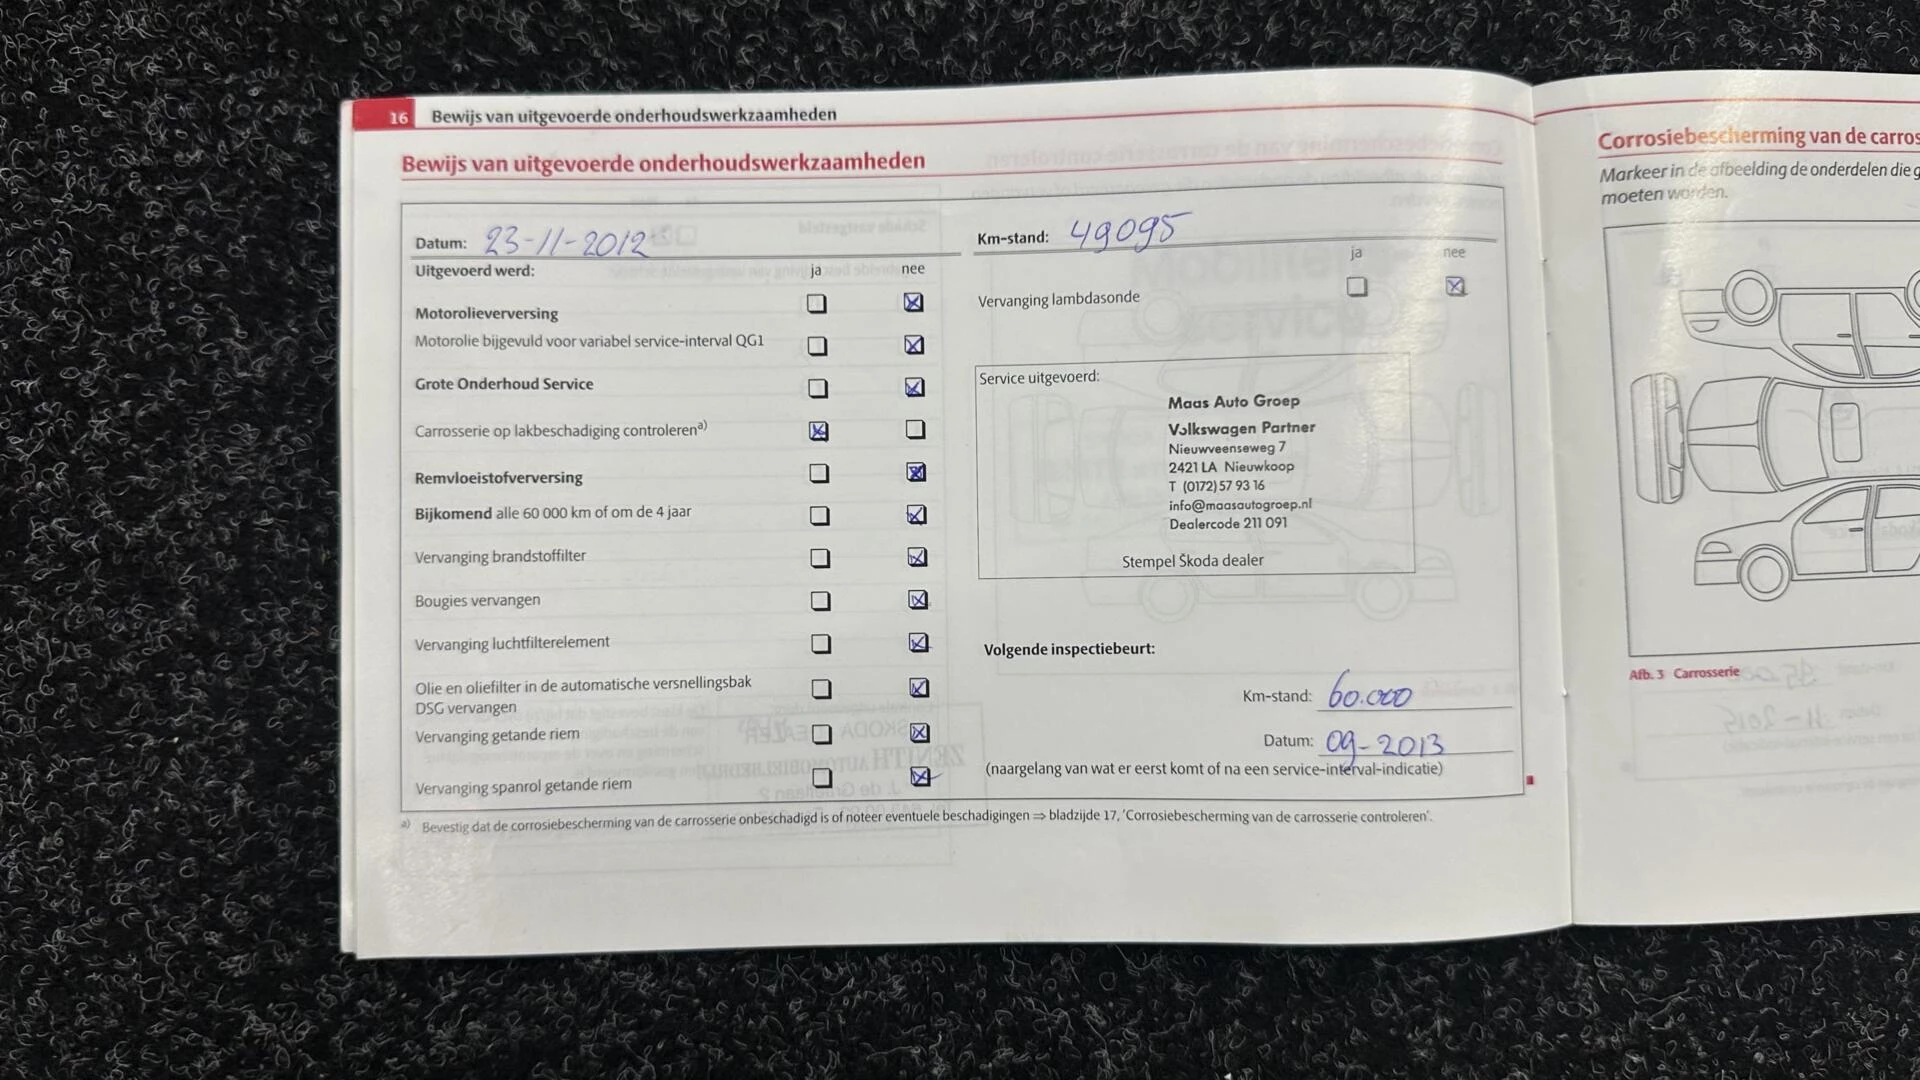 16 Bewijs van uitgevoerde onderhoudswerkzaamheden
Bewijs van uitgevoerde onderhoudswerkzaamheden
Datum: 23-11-2012
Uitgevoerd werd: ja nee
Motorolieverversing
Motorolie bijgevuld voor variabel service-interval QG1
Grote Onderhoud Service
Carrosserie op lakbeschadiging controleren a)
Remvloeistofverversing
Bijkomend alle 60 000 km of om de 4 jaar
Vervanging brandstoffilter
Bougies vervangen
Vervanging luchtfilterelement
Olie en oliefilter in de automatische versnellingsbak
DSG vervangen
Vervanging getande riem
Vervanging spanrol getande riem
Km-stand: 49095
ja nee
Vervanging lambdasonde
Service uitgevoerd:
Maas Auto Groep
Volkswagen Partner
Nieuwveenseweg 7
2421 LA Nieuwkoop
T (0172) 57 93 16
info@maasautogroep.nl
Dealercode 211 091
Stempel Škoda dealer
Volgende inspectiebeurt:
Km-stand: 60.000
Datum: 09-2013
(naargelang van wat er eerst komt of na een service-interval-indicatie)
a) Bevestig dat de corrosiebescherming van de carrosserie onbeschadigd is of noteer eventuele beschadigingen ⇒ bladzijde 17, 'Corrosiebescherming van de carrosserie controleren'.
Corrosiebescherming van de carros
Markeer in de afbeelding de onderdelen die g
moeten worden.
Afb. 3 Carrosserie